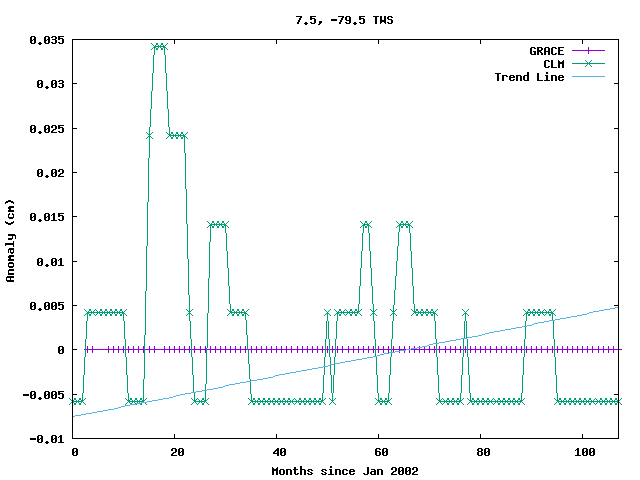 7.5, -79.5 TWS
0.035
0.03
0.025
0.02
0.015
0.01
0.005
0
-0.005
-0.01
Anomaly (cm)
GRACE
CLM
Trend Line
0 20 40 60 80 100
Months since Jan 2002